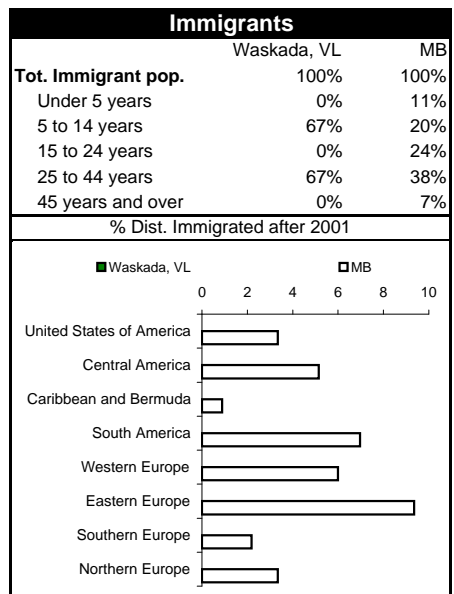 Immigrants
Waskada, VL MB
Tot. Immigrant pop. 100% 100%
Under 5 years 0% 11%
5 to 14 years 67% 20%
15 to 24 years 0% 24%
25 to 44 years 67% 38%
45 years and over 0% 7%
% Dist. Immigrated after 2001
Waskada, VL MB
0 2 4 6 8 10
United States of America
Central America
Caribbean and Bermuda
South America
Western Europe
Eastern Europe
Southern Europe
Northern Europe